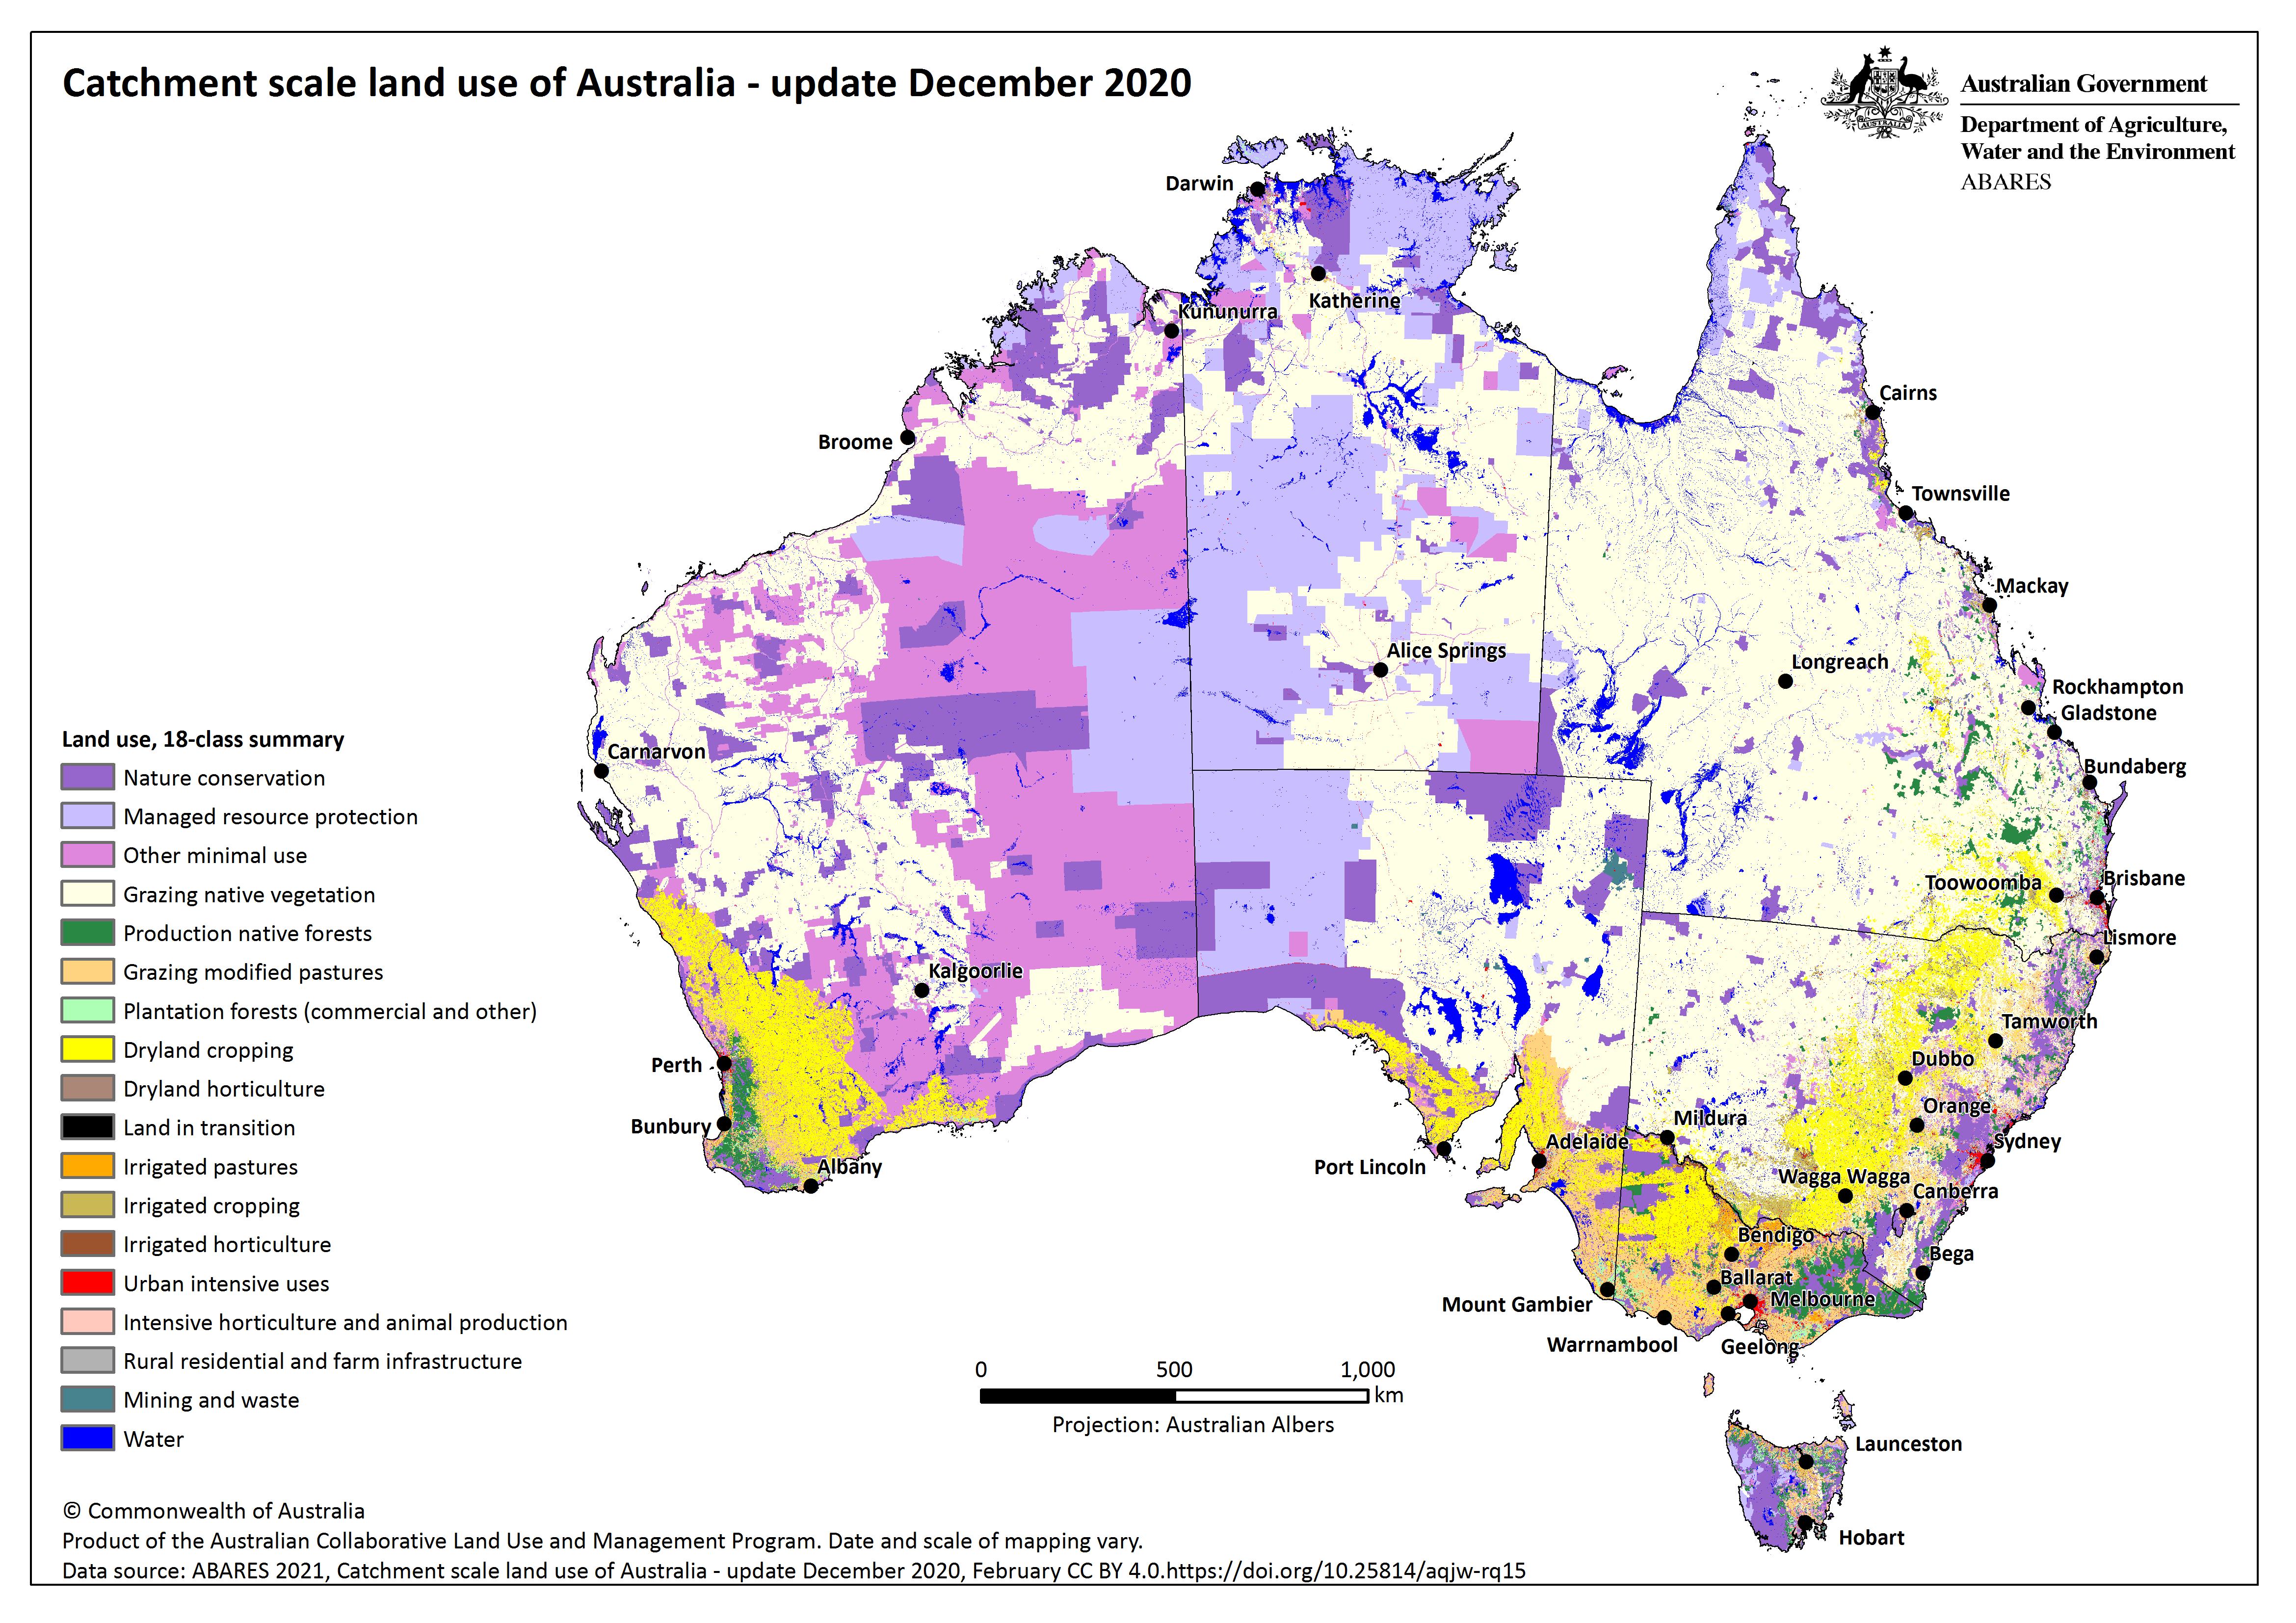 Catchment scale land use of Australia - update December 2020
AUSTRALIA
Australian Government
Department of Agriculture,
Water and the Environment
ABARES
Darwin
Katherine
Kununurra
Broome
Cairns
Townsville
Mackay
Alice Springs
Longreach
Rockhampton
Gladstone
Carnarvon
Bundaberg
Toowoomba
Brisbane
Lismore
Kalgoorlie
Tamworth
Dubbo
Perth
Orange
Mildura
Bunbury
Adelaide
Sydney
Albany
Port Lincoln
Wagga Wagga
Canberra
Bendigo
Bega
Ballarat
Mount Gambier
Melbourne
Warrnambool
Geelong
Launceston
Hobart
Land use, 18-class summary
Nature conservation
Managed resource protection
Other minimal use
Grazing native vegetation
Production native forests
Grazing modified pastures
Plantation forests (commercial and other)
Dryland cropping
Dryland horticulture
Land in transition
Irrigated pastures
Irrigated cropping
Irrigated horticulture
Urban intensive uses
Intensive horticulture and animal production
Rural residential and farm infrastructure
Mining and waste
Water
0 500 1,000
km
Projection: Australian Albers
© Commonwealth of Australia
Product of the Australian Collaborative Land Use and Management Program. Date and scale of mapping vary.
Data source: ABARES 2021, Catchment scale land use of Australia - update December 2020, February CC BY 4.0.https://doi.org/10.25814/aqjw-rq15